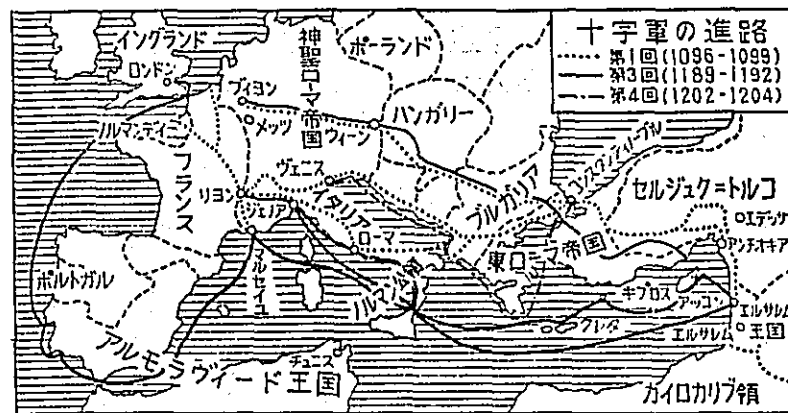 十字軍の進路
第1回(1096-1099)
第3回(1189-1192)
第4回(1202-1204)
イングランド
ロンドン
神聖ローマ帝国
ポーランド
ブイヨン
メッツ
ノルマンディー
ウィーン
ハンガリー
フランス
ヴェニス
リヨン
ジェノア
イタリア
ローマ
マルセイユ
ブルガリア
コンスタンティノープル
セルジュク=トルコ
エデッサ
アンチオキア
東ローマ帝国
ポルトガル
キプロス
アッコン
クレタ
エルサレム
エルサレム
王国
アルモラヴィード王国
チュニス
カイロカリフ領